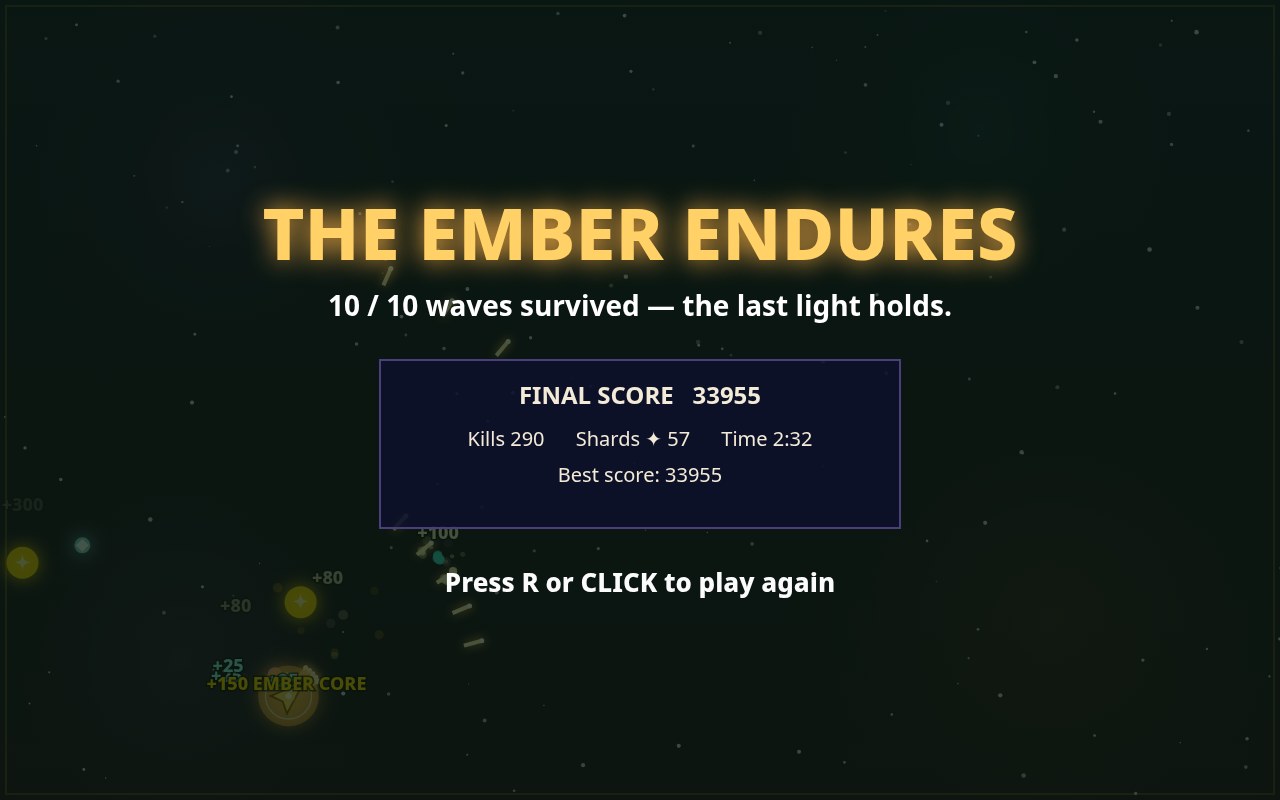 THE EMBER ENDURES
10 / 10 waves survived — the last light holds.
FINAL SCORE 33955
Kills 290 Shards ✦ 57 Time 2:32
Best score: 33955
+300
+100
Press R or CLICK to play again
+80
+80
+25
+150 EMBER CORE